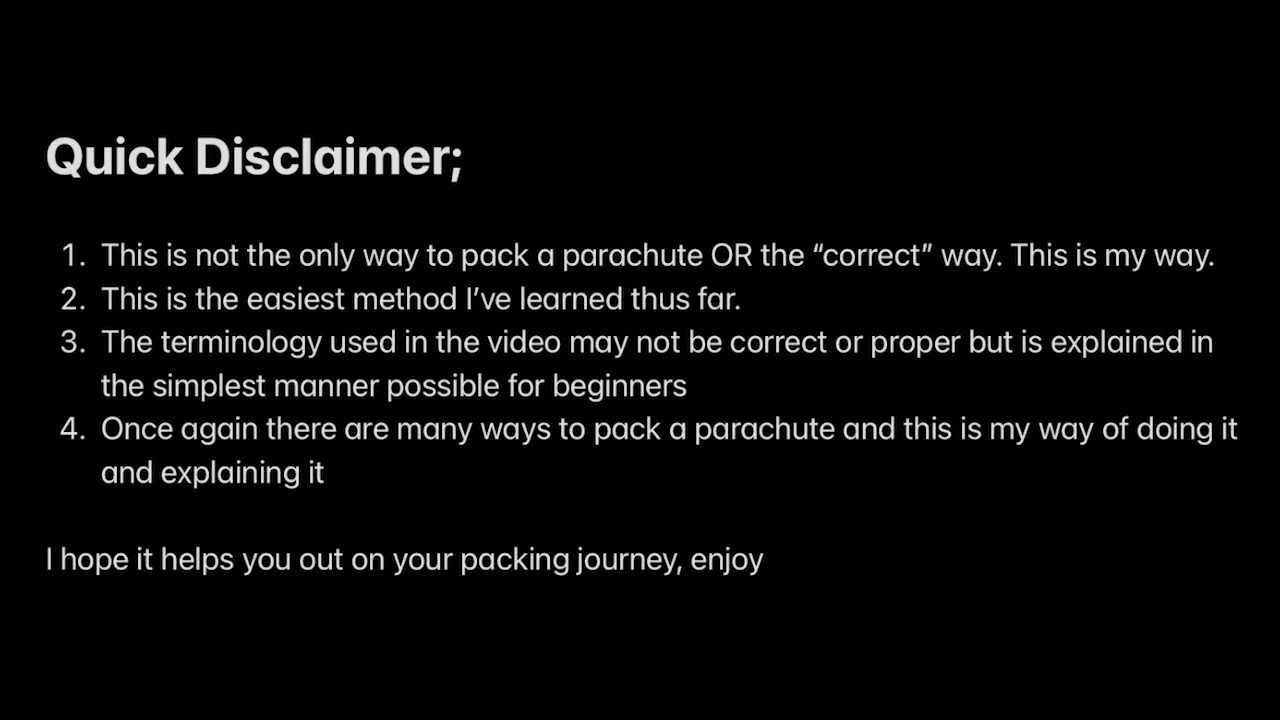 Quick Disclaimer;
1. This is not the only way to pack a parachute OR the “correct” way. This is my way.
2. This is the easiest method I’ve learned thus far.
3. The terminology used in the video may not be correct or proper but is explained in
the simplest manner possible for beginners
4. Once again there are many ways to pack a parachute and this is my way of doing it
and explaining it
I hope it helps you out on your packing journey, enjoy